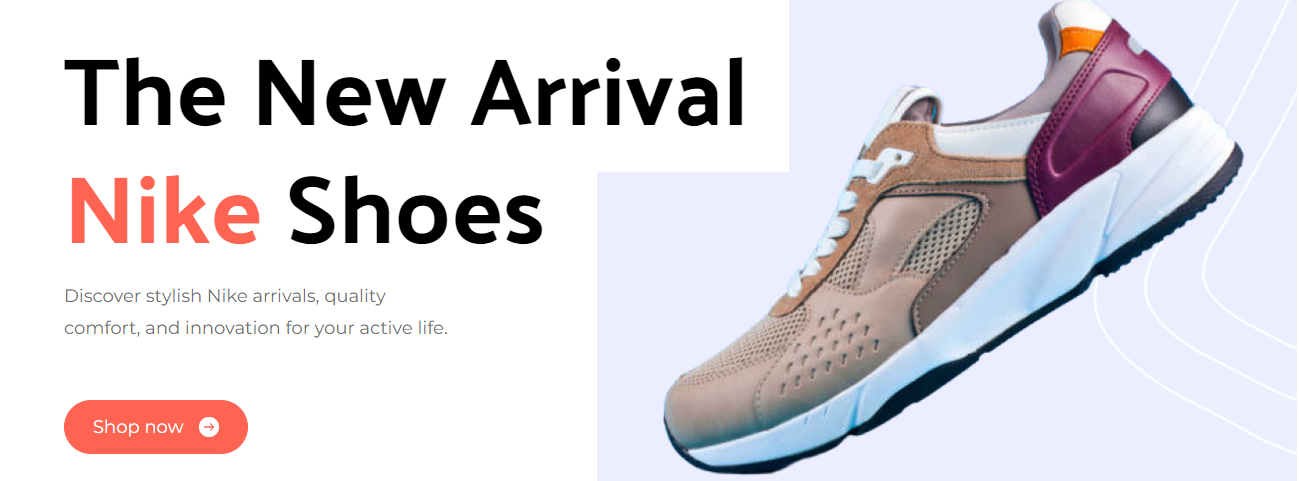 The New Arrival
Nike Shoes
Discover stylish Nike arrivals, quality
comfort, and innovation for your active life.
Shop now